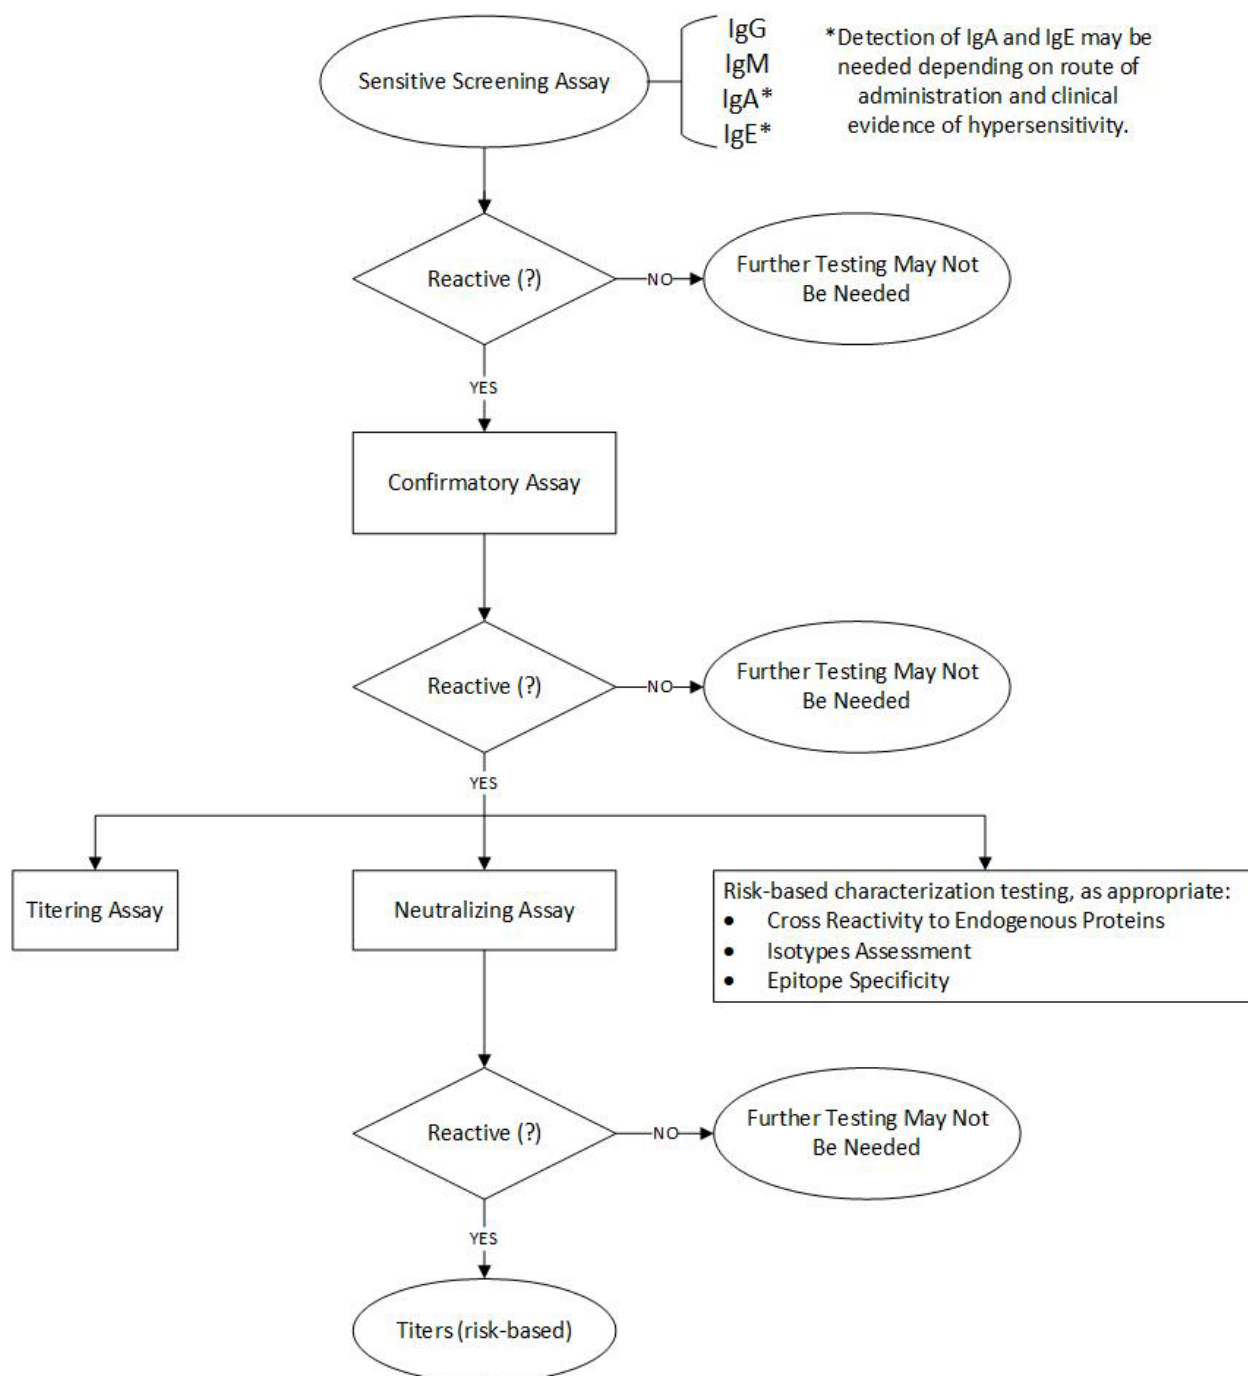 Sensitive Screening Assay
IgG
IgM
IgA*
IgE*
*Detection of IgA and IgE may be
needed depending on route of
administration and clinical
evidence of hypersensitivity.
Reactive (?)
NO
Further Testing May Not
Be Needed
YES
Confirmatory Assay
Reactive (?)
NO
Further Testing May Not
Be Needed
YES
Titering Assay
Neutralizing Assay
Risk-based characterization testing, as appropriate:
• Cross Reactivity to Endogenous Proteins
• Isotypes Assessment
• Epitope Specificity
Reactive (?)
NO
Further Testing May Not
Be Needed
YES
Titers (risk-based)